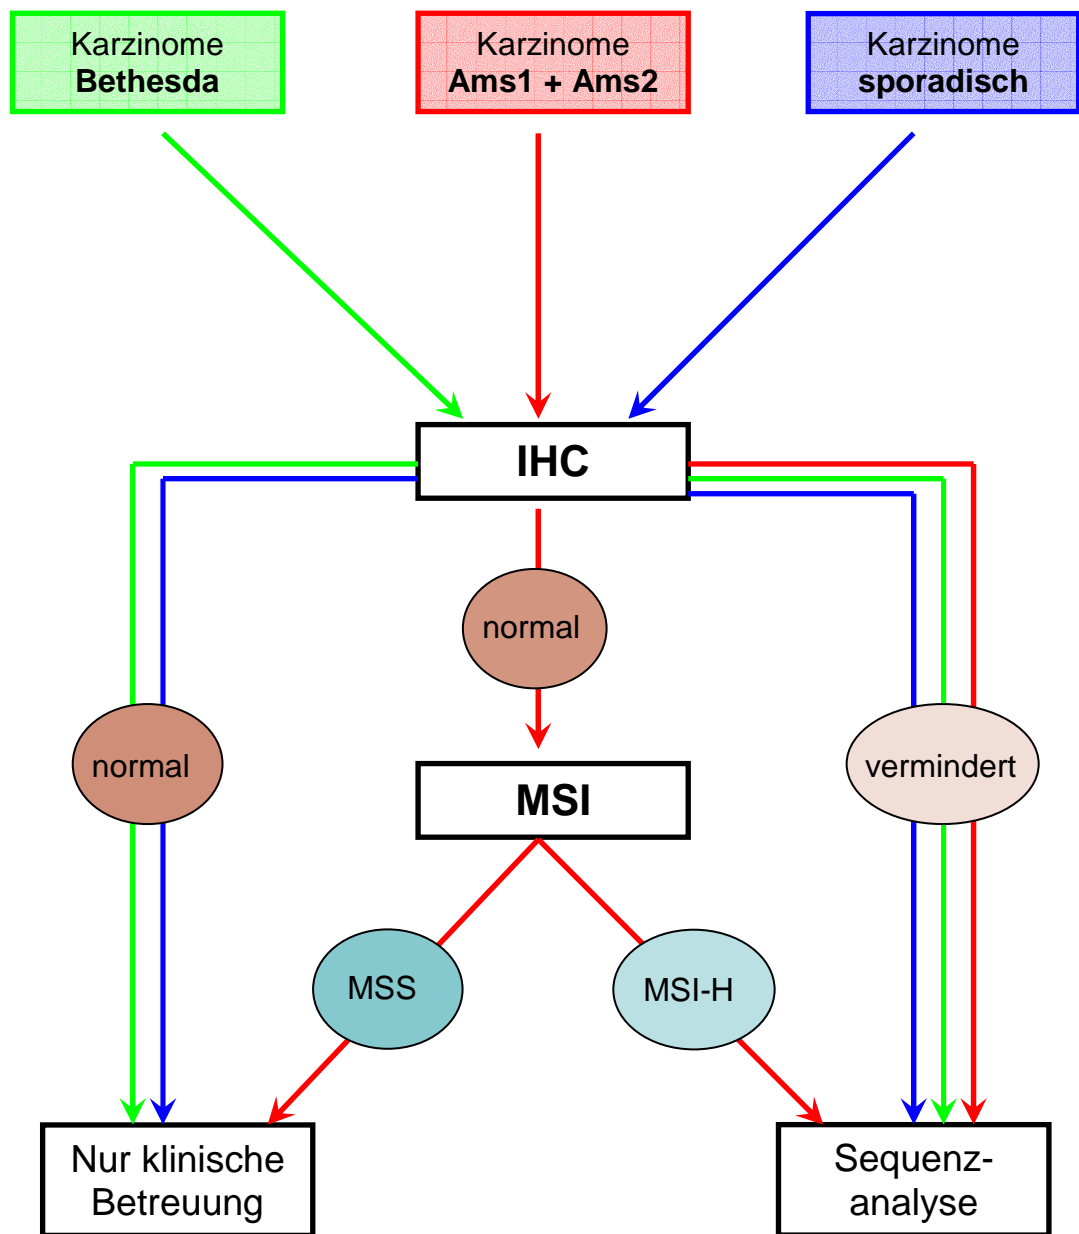 Karzinome
Bethesda
Karzinome
Ams1 + Ams2
Karzinome
sporadisch
IHC
normal
normal
vermindert
MSI
MSS
MSI-H
Nur klinische
Betreuung
Sequenz-
analyse